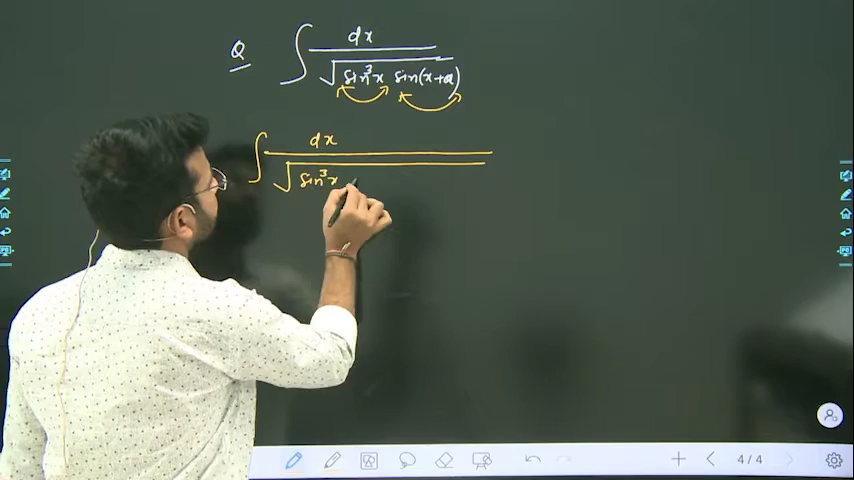 Q ∫ dx / √(sin³x sin(x+a))
∫ dx / √(sin³x
4/4